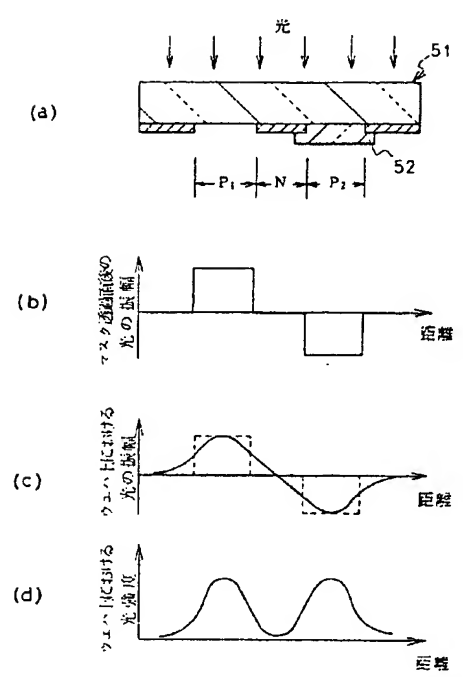 光
51
(a)
52
P₁
N
P₂
(b)
マスク透過直後の
光の振幅
距離
(c)
ウェハ上における
光の振幅
距離
(d)
ウェハ上における
光強度
距離